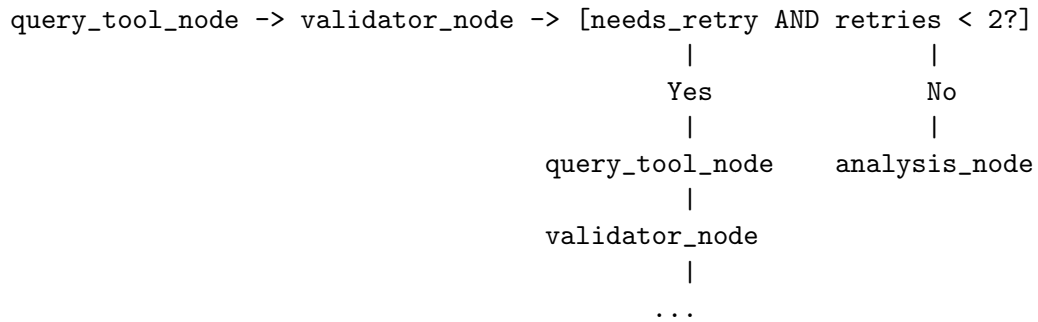 query_tool_node -> validator_node -> [needs_retry AND retries < 2?]
| |
Yes No
| |
query_tool_node analysis_node
|
validator_node
|
...